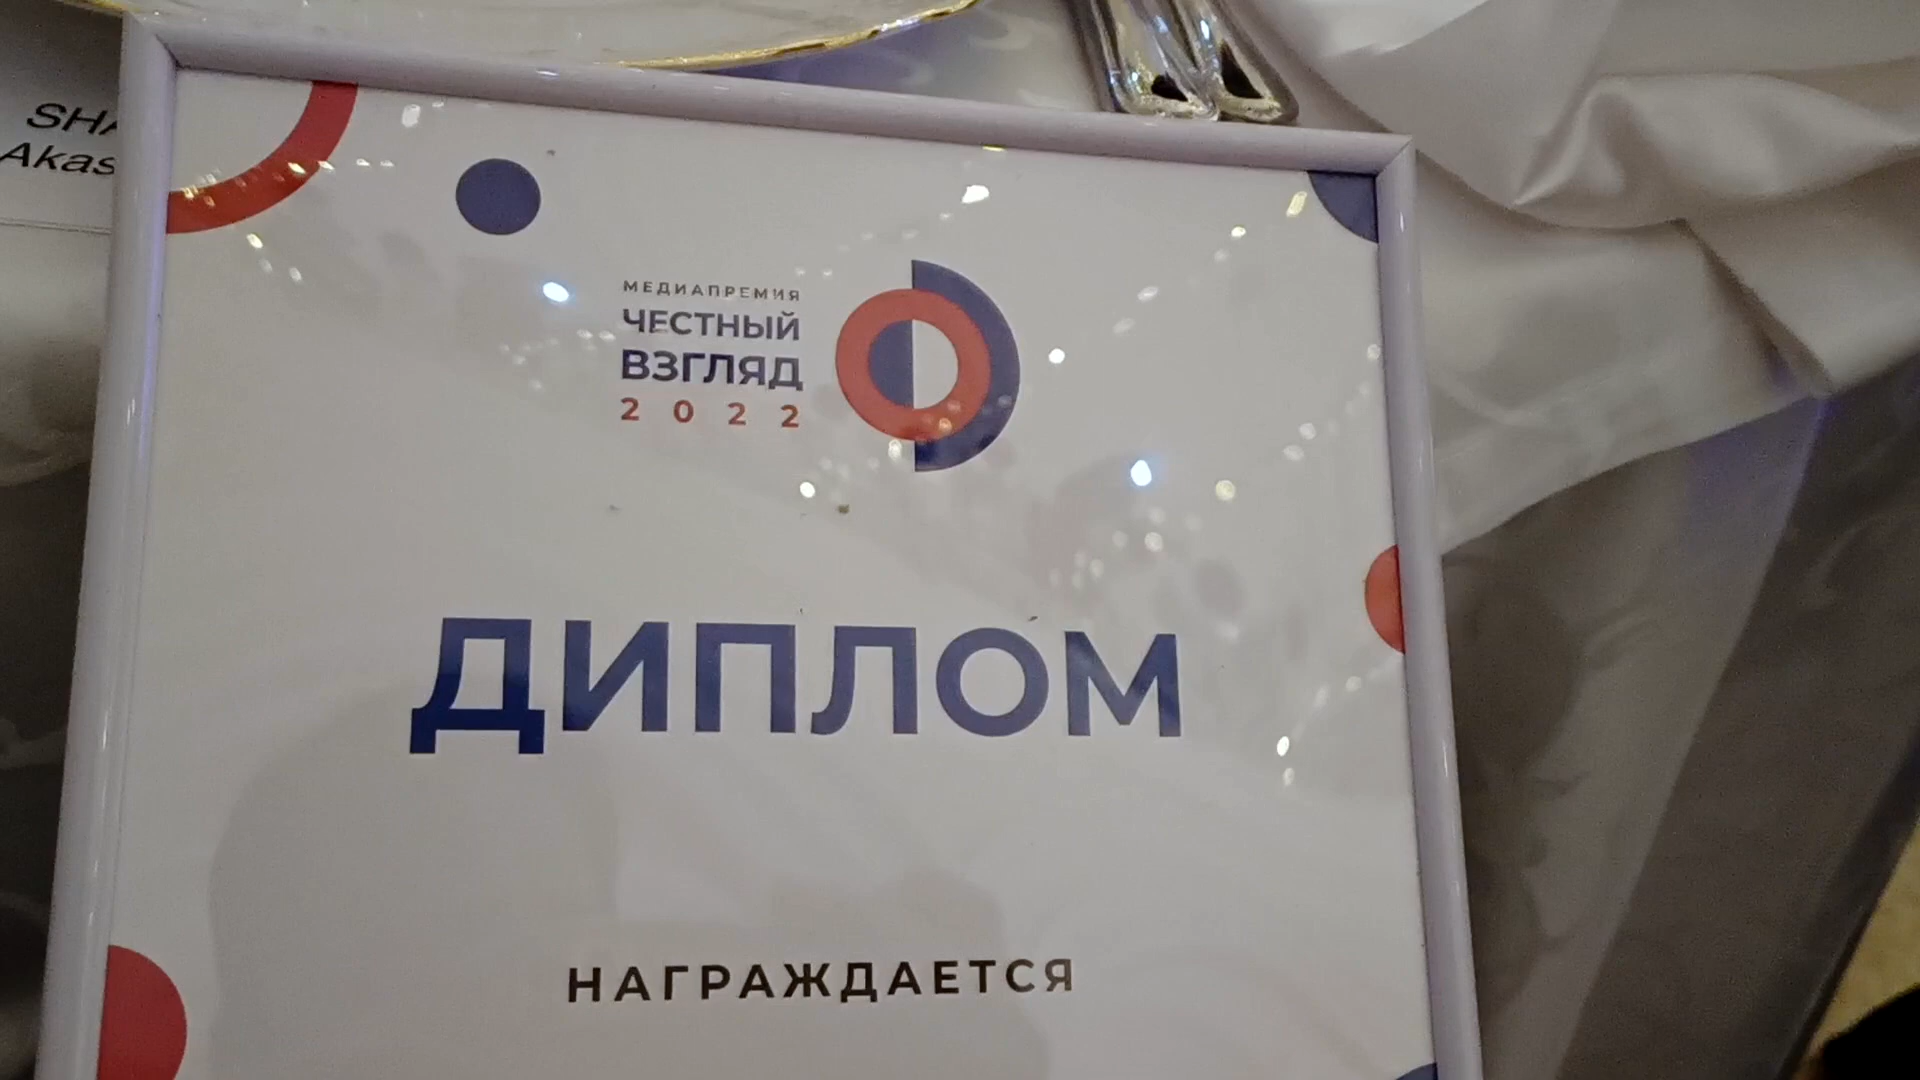 МЕДИАПРЕМИЯ
ЧЕСТНЫЙ
ВЗГЛЯД
2022
ДИПЛОМ
НАГРАЖДАЕТСЯ